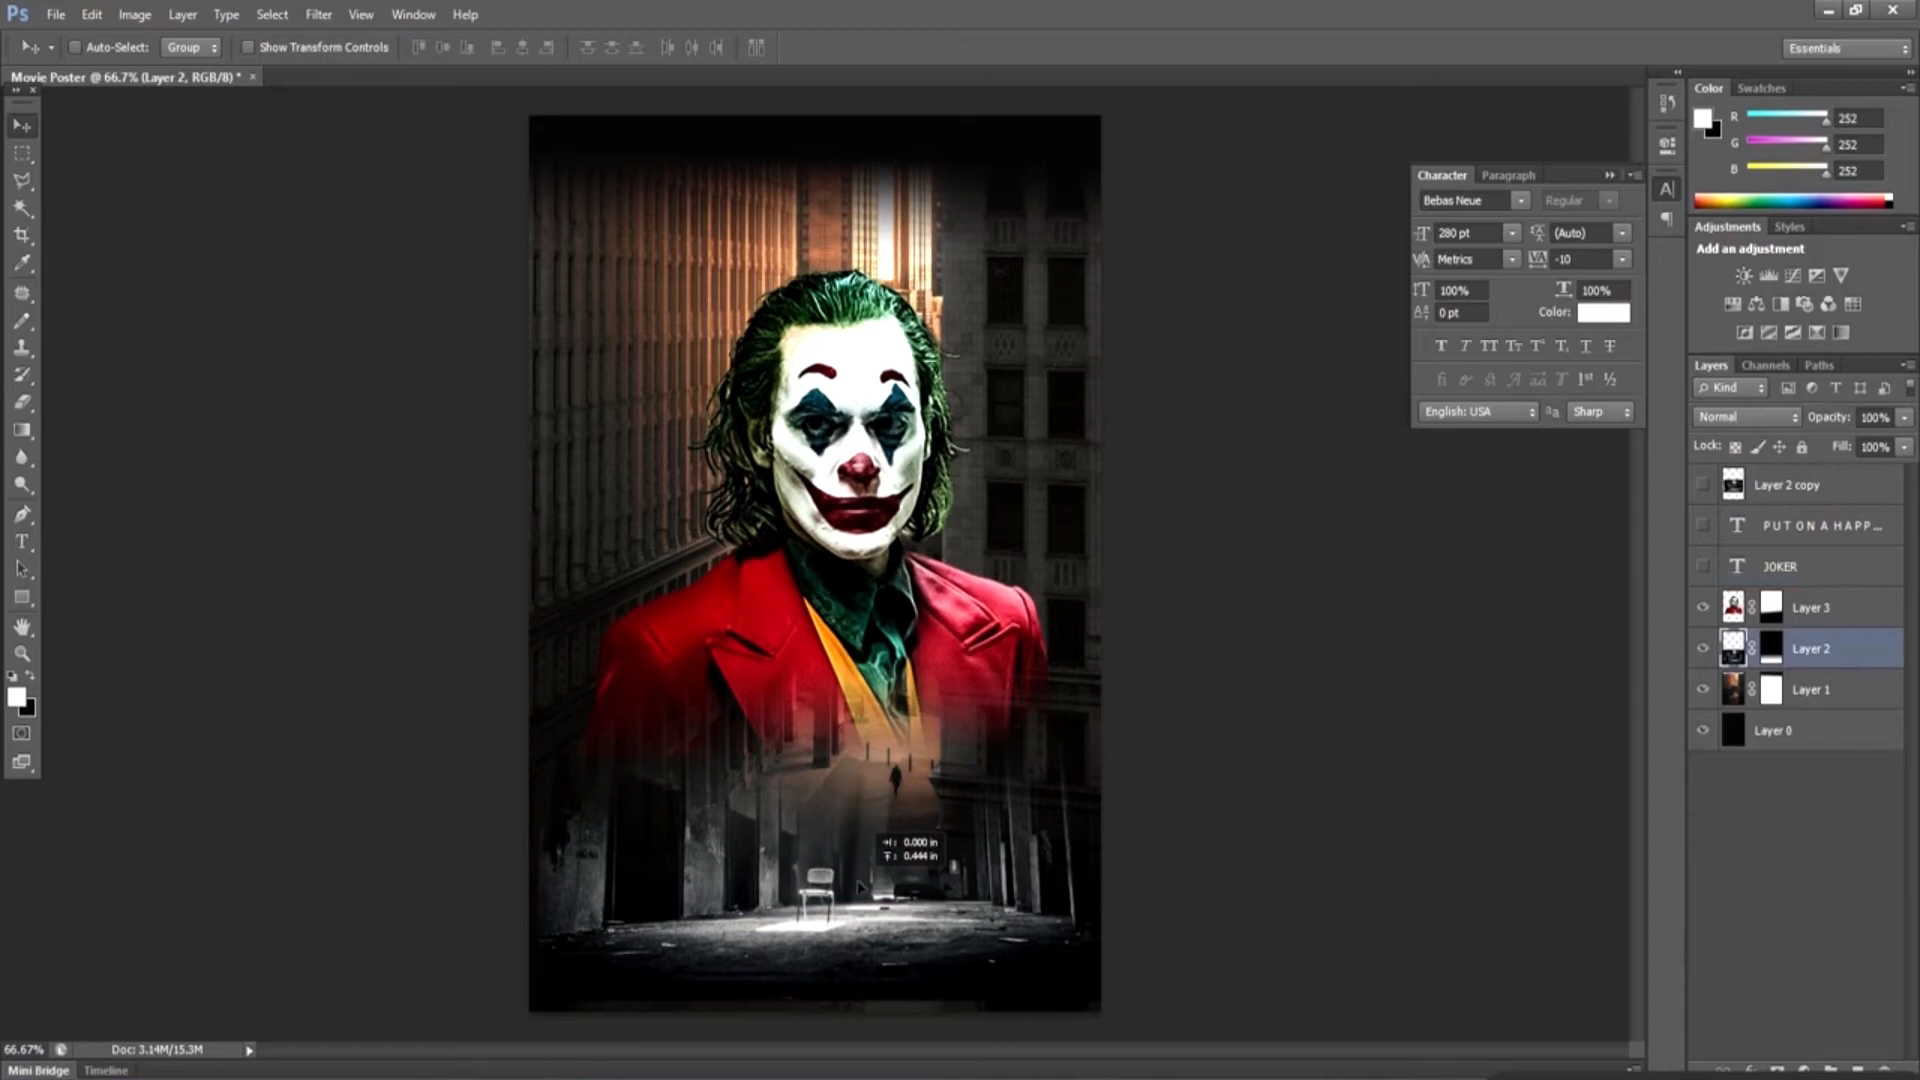 Ps File Edit Image Layer Type Select Filter View Window Help
Auto-Select: Group Show Transform Controls Essentials
Movie Poster @ 66.7% (Layer 2, RGB/8) * ×
Color Swatches
R 252
G 252
B 252
Character Paragraph
Bebas Neue Regular
280 pt (Auto)
Metrics -10
100% 100%
0 pt Color:
English: USA aa Sharp
Adjustments Styles
Add an adjustment
Layers Channels Paths
Kind
Normal Opacity: 100%
Lock: Fill: 100%
Layer 2 copy
P U T O N A H A P P ...
JOKER
Layer 3
Layer 2
Layer 1
Layer 0
0.000 in
0.444 in
66.67% Doc: 3.14M/15.3M
Mini Bridge Timeline